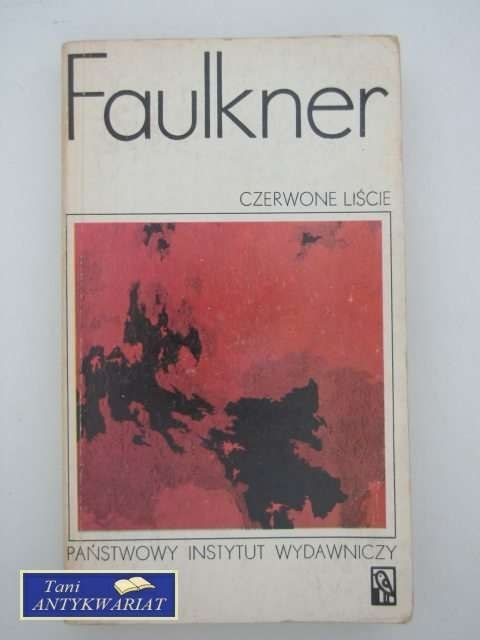 Faulkner
CZERWONE LIŚCIE
PAŃSTWOWY INSTYTUT WYDAWNICZY
Tani
ANTYKWARIAT